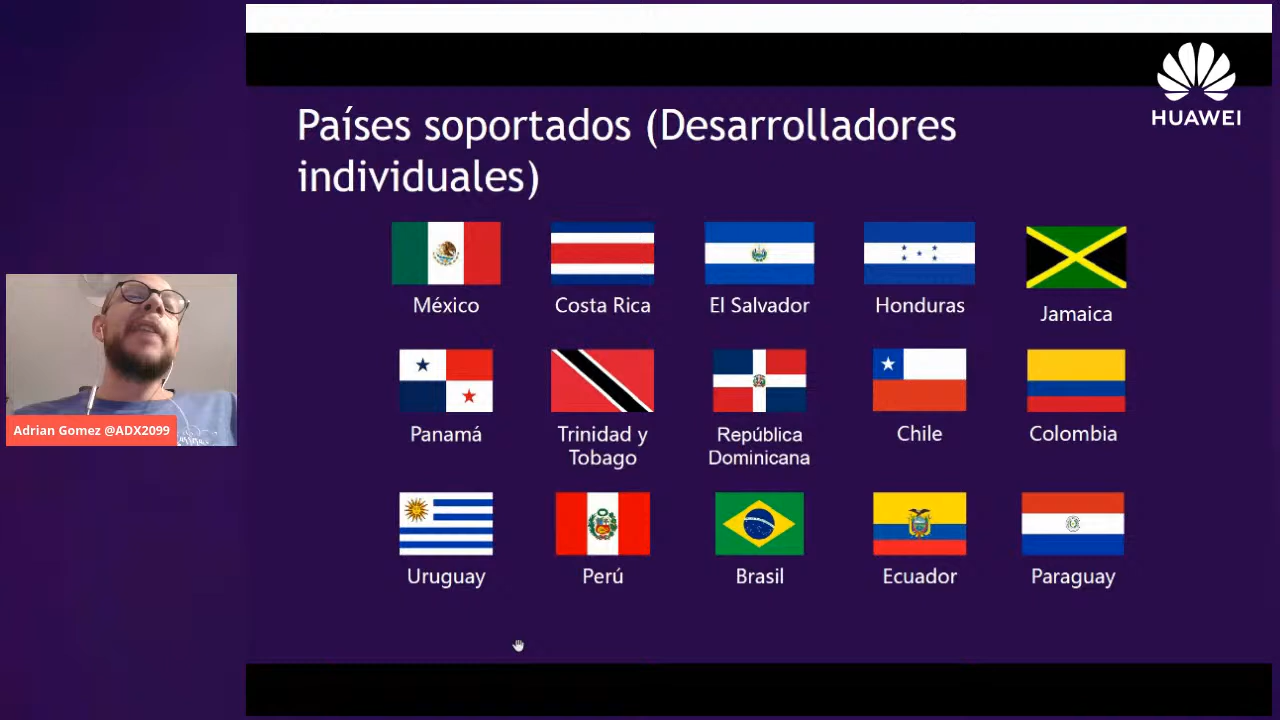 HUAWEI
Países soportados (Desarrolladores
individuales)
México
Costa Rica
El Salvador
Honduras
Jamaica
Panamá
Trinidad y
Tobago
República
Dominicana
Chile
Colombia
Uruguay
Perú
Brasil
Ecuador
Paraguay
Adrian Gomez @ADX2099